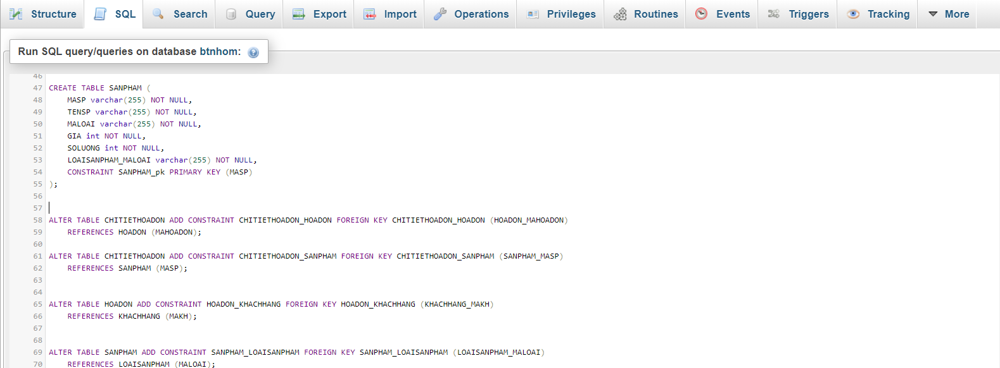 Structure SQL Search Query Export Import Operations Privileges Routines Events Triggers Tracking More
Run SQL query/queries on database btnhom:
46
47 CREATE TABLE SANPHAM (
48 MASP varchar(255) NOT NULL,
49 TENSP varchar(255) NOT NULL,
50 MALOAI varchar(255) NOT NULL,
51 GIA int NOT NULL,
52 SOLUONG int NOT NULL,
53 LOAISANPHAM_MALOAI varchar(255) NOT NULL,
54 CONSTRAINT SANPHAM_pk PRIMARY KEY (MASP)
55 );
56
57
58 ALTER TABLE CHITIETHOADON ADD CONSTRAINT CHITIETHOADON_HOADON FOREIGN KEY CHITIETHOADON_HOADON (HOADON_MAHOADON)
59 REFERENCES HOADON (MAHOADON);
60
61 ALTER TABLE CHITIETHOADON ADD CONSTRAINT CHITIETHOADON_SANPHAM FOREIGN KEY CHITIETHOADON_SANPHAM (SANPHAM_MASP)
62 REFERENCES SANPHAM (MASP);
63
64
65 ALTER TABLE HOADON ADD CONSTRAINT HOADON_KHACHHANG FOREIGN KEY HOADON_KHACHHANG (KHACHHANG_MAKH)
66 REFERENCES KHACHHANG (MAKH);
67
68
69 ALTER TABLE SANPHAM ADD CONSTRAINT SANPHAM_LOAISANPHAM FOREIGN KEY SANPHAM_LOAISANPHAM (LOAISANPHAM_MALOAI)
70 REFERENCES LOAISANPHAM (MALOAI);